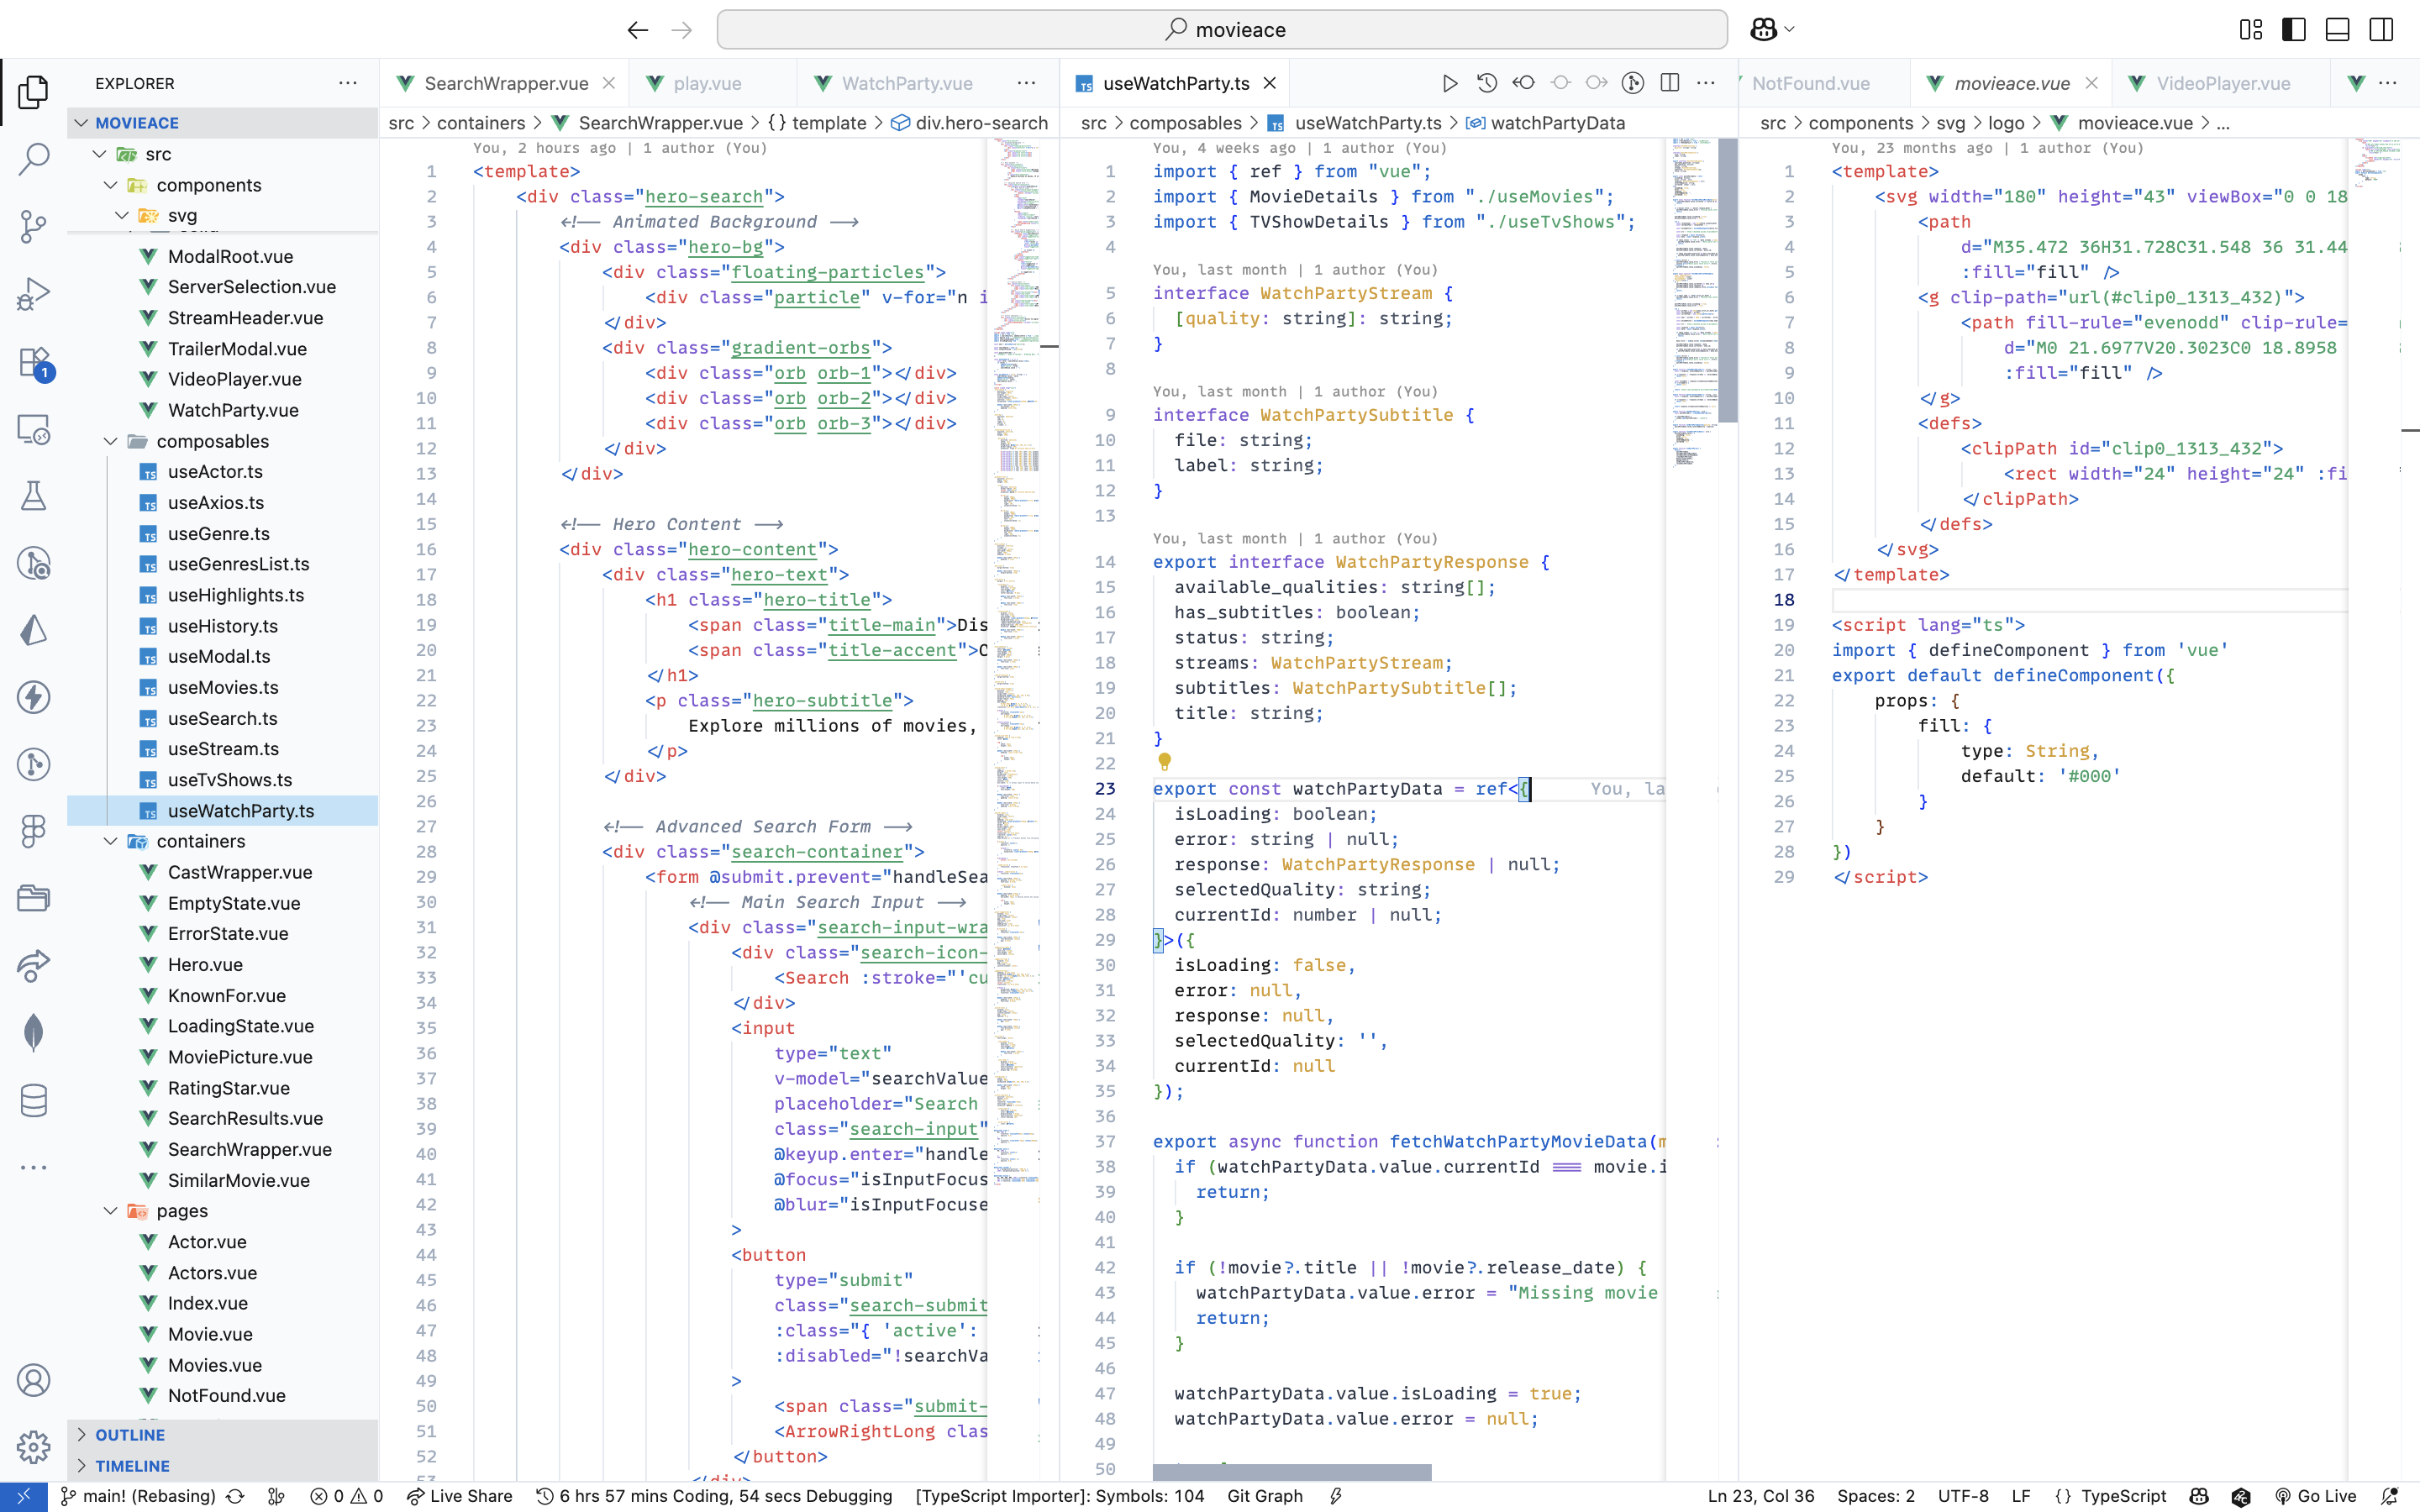 movieace
EXPLORER
MOVIEACE
src
components
svg
ModalRoot.vue
ServerSelection.vue
StreamHeader.vue
TrailerModal.vue
VideoPlayer.vue
WatchParty.vue
composables
useActor.ts
useAxios.ts
useGenre.ts
useGenresList.ts
useHighlights.ts
useHistory.ts
useModal.ts
useMovies.ts
useSearch.ts
useStream.ts
useTvShows.ts
useWatchParty.ts
containers
CastWrapper.vue
EmptyState.vue
ErrorState.vue
Hero.vue
KnownFor.vue
LoadingState.vue
MoviePicture.vue
RatingStar.vue
SearchResults.vue
SearchWrapper.vue
SimilarMovie.vue
pages
Actor.vue
Actors.vue
Index.vue
Movie.vue
Movies.vue
NotFound.vue
OUTLINE
TIMELINE
1
SearchWrapper.vue play.vue WatchParty.vue
src > containers > SearchWrapper.vue > {} template > div.hero-search
You, 2 hours ago | 1 author (You)
1 <template>
2 <div class="hero-search">
3 <!-- Animated Background -->
4 <div class="hero-bg">
5 <div class="floating-particles">
6 <div class="particle" v-for="n i
7 </div>
8 <div class="gradient-orbs">
9 <div class="orb orb-1"></div>
10 <div class="orb orb-2"></div>
11 <div class="orb orb-3"></div>
12 </div>
13 </div>
14
15 <!-- Hero Content -->
16 <div class="hero-content">
17 <div class="hero-text">
18 <h1 class="hero-title">
19 <span class="title-main">Dis
20 <span class="title-accent">C
21 </h1>
22 <p class="hero-subtitle">
23 Explore millions of movies,
24 </p>
25 </div>
26
27 <!-- Advanced Search Form -->
28 <div class="search-container">
29 <form @submit.prevent="handleSea
30 <!-- Main Search Input -->
31 <div class="search-input-wra
32 <div class="search-icon-
33 <Search :stroke="'cu
34 </div>
35 <input
36 type="text"
37 v-model="searchValue
38 placeholder="Search
39 class="search-input"
40 @keyup.enter="handle
41 @focus="isInputFocus
42 @blur="isInputFocuse
43 >
44 <button
45 type="submit"
46 class="search-submit
47 :class="{ 'active':
48 :disabled="!searchVa
49 >
50 <span class="submit-
51 <ArrowRightLong clas
52 </button>
53 </div>
useWatchParty.ts
src > composables > useWatchParty.ts > watchPartyData
You, 4 weeks ago | 1 author (You)
1 import { ref } from "vue";
2 import { MovieDetails } from "./useMovies";
3 import { TVShowDetails } from "./useTvShows";
4
You, last month | 1 author (You)
5 interface WatchPartyStream {
6 [quality: string]: string;
7 }
8
You, last month | 1 author (You)
9 interface WatchPartySubtitle {
10 file: string;
11 label: string;
12 }
13
You, last month | 1 author (You)
14 export interface WatchPartyResponse {
15 available_qualities: string[];
16 has_subtitles: boolean;
17 status: string;
18 streams: WatchPartyStream;
19 subtitles: WatchPartySubtitle[];
20 title: string;
21 }
22
23 export const watchPartyData = ref<{ You, la
24 isLoading: boolean;
25 error: string | null;
26 response: WatchPartyResponse | null;
27 selectedQuality: string;
28 currentId: number | null;
29 }>({
30 isLoading: false,
31 error: null,
32 response: null,
33 selectedQuality: '',
34 currentId: null
35 });
36
37 export async function fetchWatchPartyMovieData(m
38 if (watchPartyData.value.currentId === movie.i
39 return;
40 }
41
42 if (!movie?.title || !movie?.release_date) {
43 watchPartyData.value.error = "Missing movie
44 return;
45 }
46
47 watchPartyData.value.isLoading = true;
48 watchPartyData.value.error = null;
49
50
NotFound.vue movieace.vue VideoPlayer.vue
src > components > svg > logo > movieace.vue > ...
You, 23 months ago | 1 author (You)
1 <template>
2 <svg width="180" height="43" viewBox="0 0 18
3 <path
4 d="M35.472 36H31.728C31.548 36 31.44
5 :fill="fill" />
6 <g clip-path="url(#clip0_1313_432)">
7 <path fill-rule="evenodd" clip-rule=
8 d="M0 21.6977V20.3023C0 18.8958
9 :fill="fill" />
10 </g>
11 <defs>
12 <clipPath id="clip0_1313_432">
13 <rect width="24" height="24" :fi
14 </clipPath>
15 </defs>
16 </svg>
17 </template>
18
19 <script lang="ts">
20 import { defineComponent } from 'vue'
21 export default defineComponent({
22 props: {
23 fill: {
24 type: String,
25 default: '#000'
26 }
27 }
28 })
29 </script>
main! (Rebasing) 0 0 Live Share 6 hrs 57 mins Coding, 54 secs Debugging [TypeScript Importer]: Symbols: 104 Git Graph Ln 23, Col 36 Spaces: 2 UTF-8 LF {} TypeScript Go Live